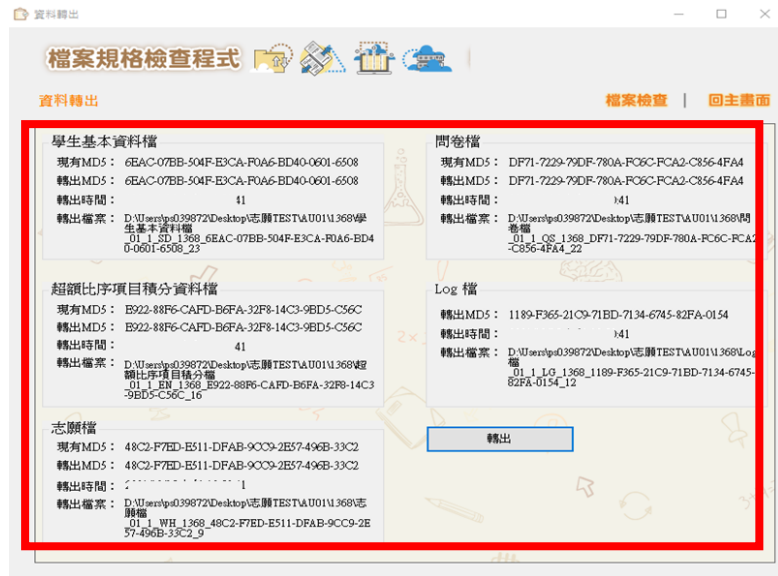 資料轉出
檔案規格檢查程式
資料轉出
檔案檢查 | 回主畫面
學生基本資料檔
現有MD5： 6EAC-07BB-504F-E3CA-F0A6-BD40-0601-6508
轉出MD5： 6EAC-07BB-504F-E3CA-F0A6-BD40-0601-6508
轉出時間： 41
轉出檔案： D:\Users\ps039872\Desktop\志願TEST\AU01\1368\學
生基本資料檔
_01_1_SD_1368_6EAC-07BB-504F-E3CA-F0A6-BD4
0-0601-6508_23
超額比序項目積分資料檔
現有MD5： E922-88F6-CAFD-B6FA-32F8-14C3-9BD5-C56C
轉出MD5： E922-88F6-CAFD-B6FA-32F8-14C3-9BD5-C56C
轉出時間： 41
轉出檔案： D:\Users\ps039872\Desktop\志願TEST\AU01\1368\超
額比序項目積分檔
_01_1_EN_1368_E922-88F6-CAFD-B6FA-32F8-14C3
-9BD5-C56C_16
志願檔
現有MD5： 48C2-F7ED-E511-DFAB-9CC9-2E57-496B-33C2
轉出MD5： 48C2-F7ED-E511-DFAB-9CC9-2E57-496B-33C2
轉出時間：
轉出檔案： D:\Users\ps039872\Desktop\志願TEST\AU01\1368\志
願檔
_01_1_WH_1368_48C2-F7ED-E511-DFAB-9CC9-2E
57-496B-33C2_9
問卷檔
現有MD5： DF71-7229-79DF-780A-FC6C-FCA2-C856-4FA4
轉出MD5： DF71-7229-79DF-780A-FC6C-FCA2-C856-4FA4
轉出時間： 41
轉出檔案： D:\Users\ps039872\Desktop\志願TEST\AU01\1368\問
卷檔
_01_1_QS_1368_DF71-7229-79DF-780A-FC6C-FCA2
-C856-4FA4_22
Log 檔
轉出MD5： 1189-F365-21C9-71BD-7134-6745-82FA-0154
轉出時間： 41
轉出檔案： D:\Users\ps039872\Desktop\志願TEST\AU01\1368\Log
檔
_01_1_LG_1368_1189-F365-21C9-71BD-7134-6745-
82FA-0154_12
轉出